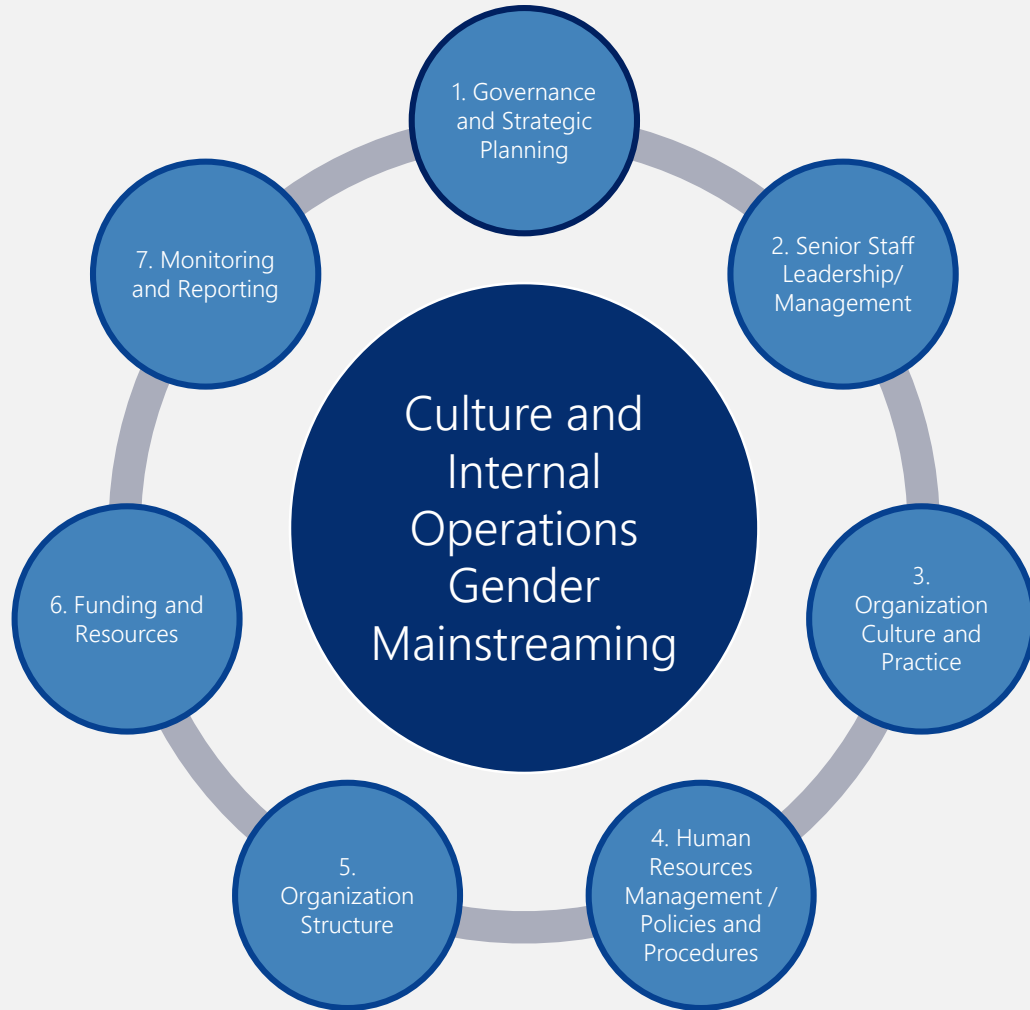 1. Governance
and Strategic
Planning
2. Senior Staff
Leadership/
Management
3.
Organization
Culture and
Practice
4. Human
Resources
Management /
Policies and
Procedures
5.
Organization
Structure
6. Funding and
Resources
7. Monitoring
and Reporting
Culture and
Internal
Operations
Gender
Mainstreaming